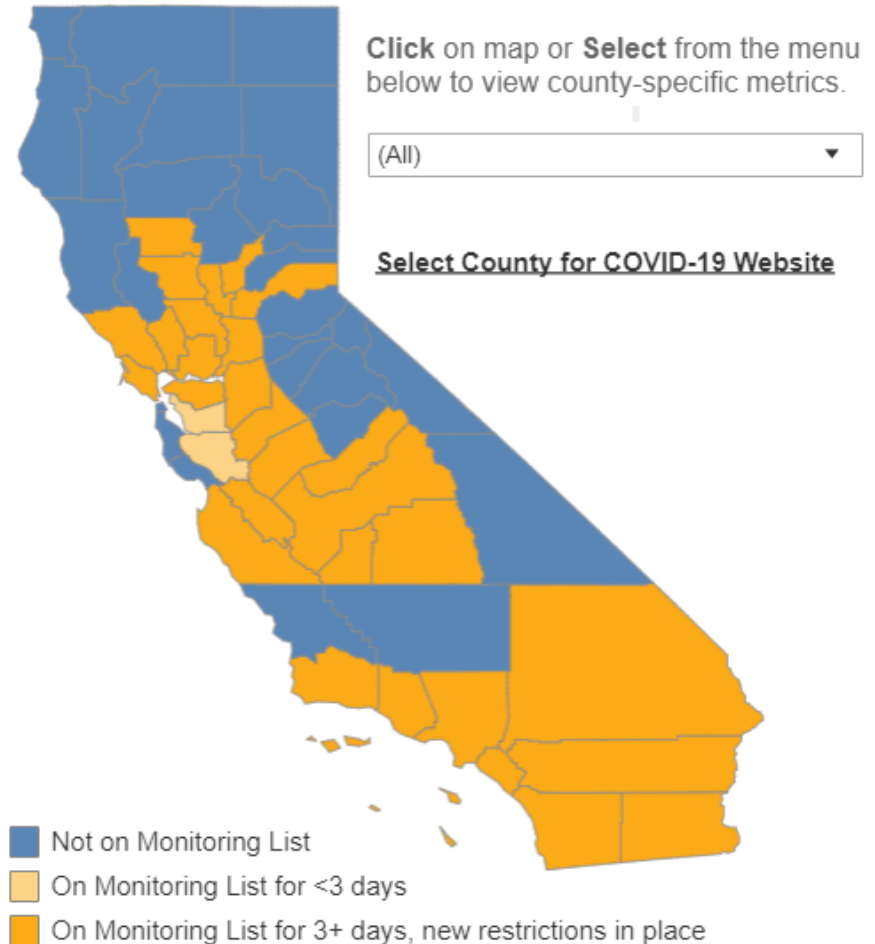 Click on map or Select from the menu
below to view county-specific metrics.
(All)
Select County for COVID-19 Website
Not on Monitoring List
On Monitoring List for <3 days
On Monitoring List for 3+ days, new restrictions in place